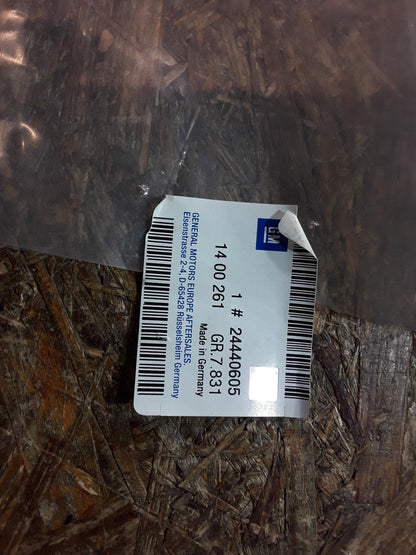 GM
1 # 24440605
14 00 261 GR.7.831
Made in Germany
GENERAL MOTORS EUROPE AFTERSALES.
Eisenstrasse 2-4, D-65428 Rüsselsheim Germany